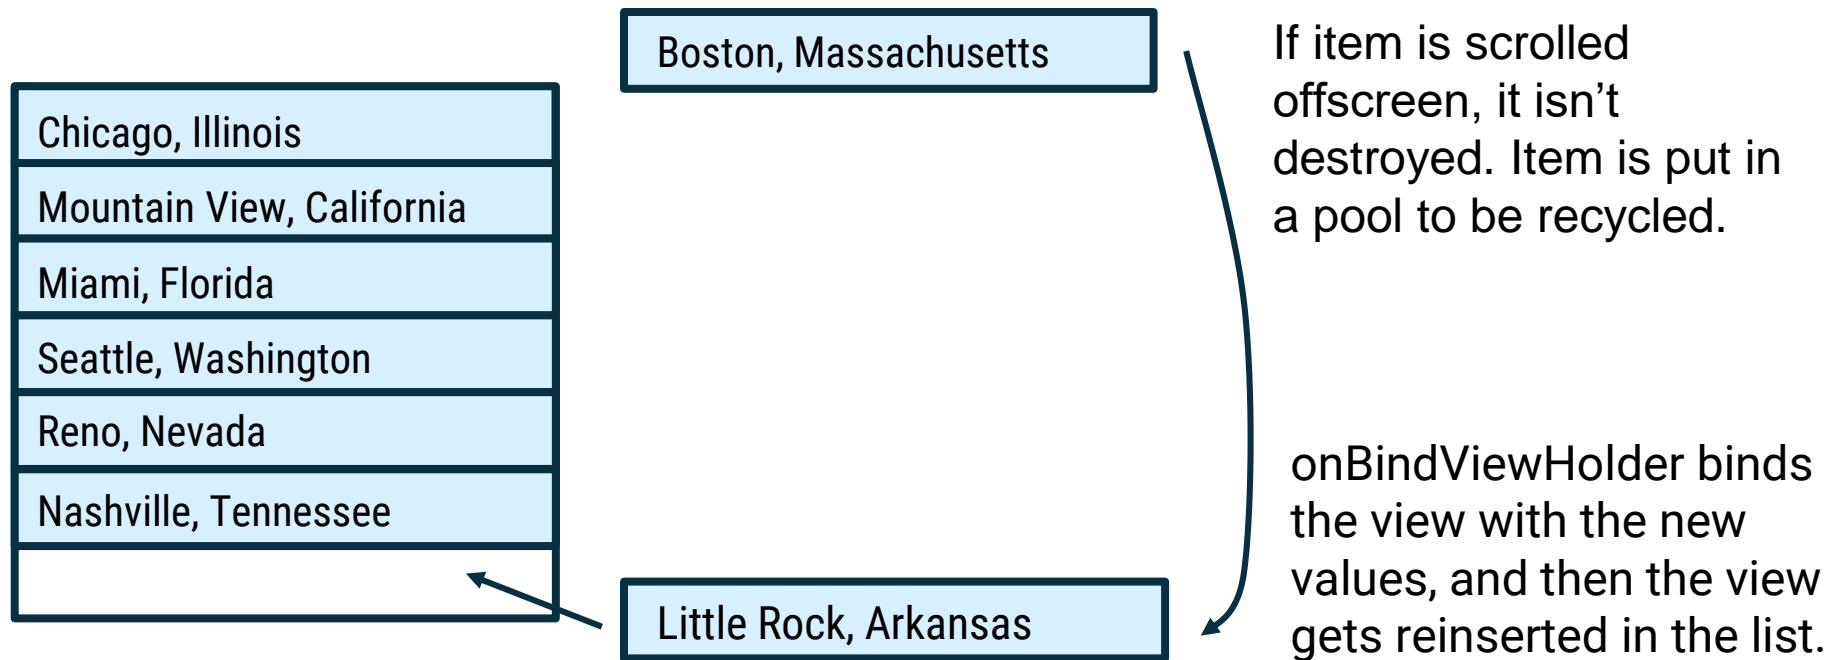 Boston, Massachusetts
If item is scrolled
offscreen, it isn’t
destroyed. Item is put in
a pool to be recycled.
Chicago, Illinois
Mountain View, California
Miami, Florida
Seattle, Washington
Reno, Nevada
Nashville, Tennessee
Little Rock, Arkansas
onBindViewHolder binds
the view with the new
values, and then the view
gets reinserted in the list.